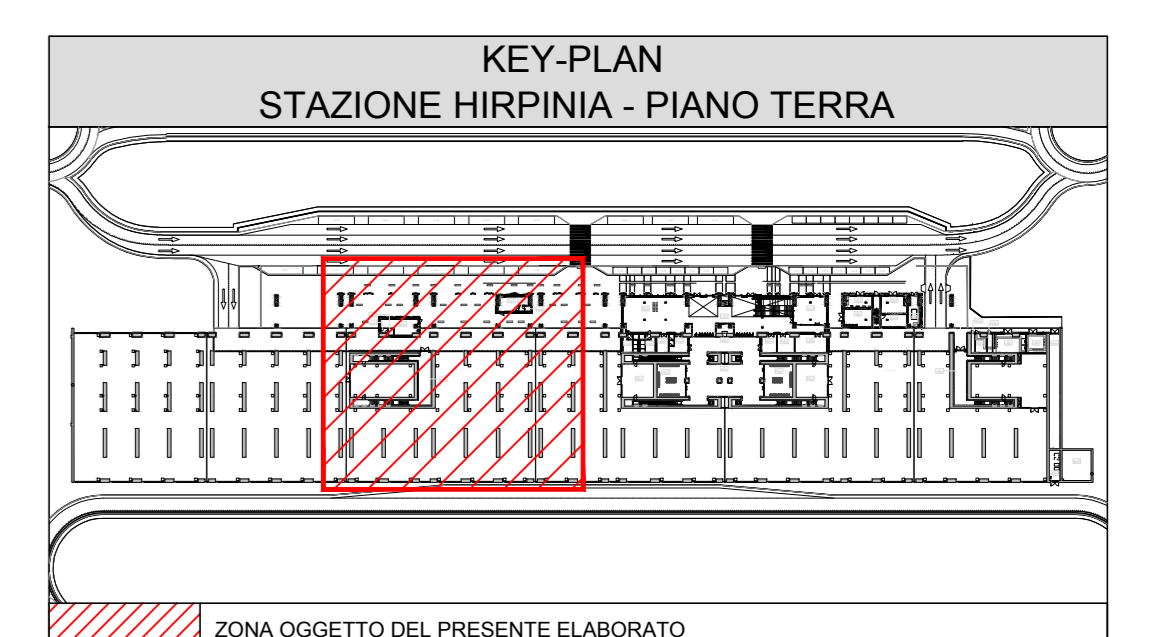 KEY-PLAN
STAZIONE HIRPINIA - PIANO TERRA
ZONA OGGETTO DEL PRESENTE ELABORATO